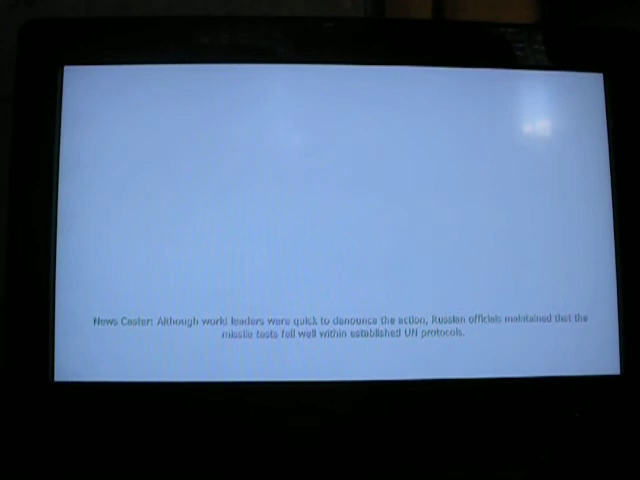 News Caster: Although world leaders were quick to denounce the action, Russian officials maintained that the
missile tests fell well within established UN protocols.